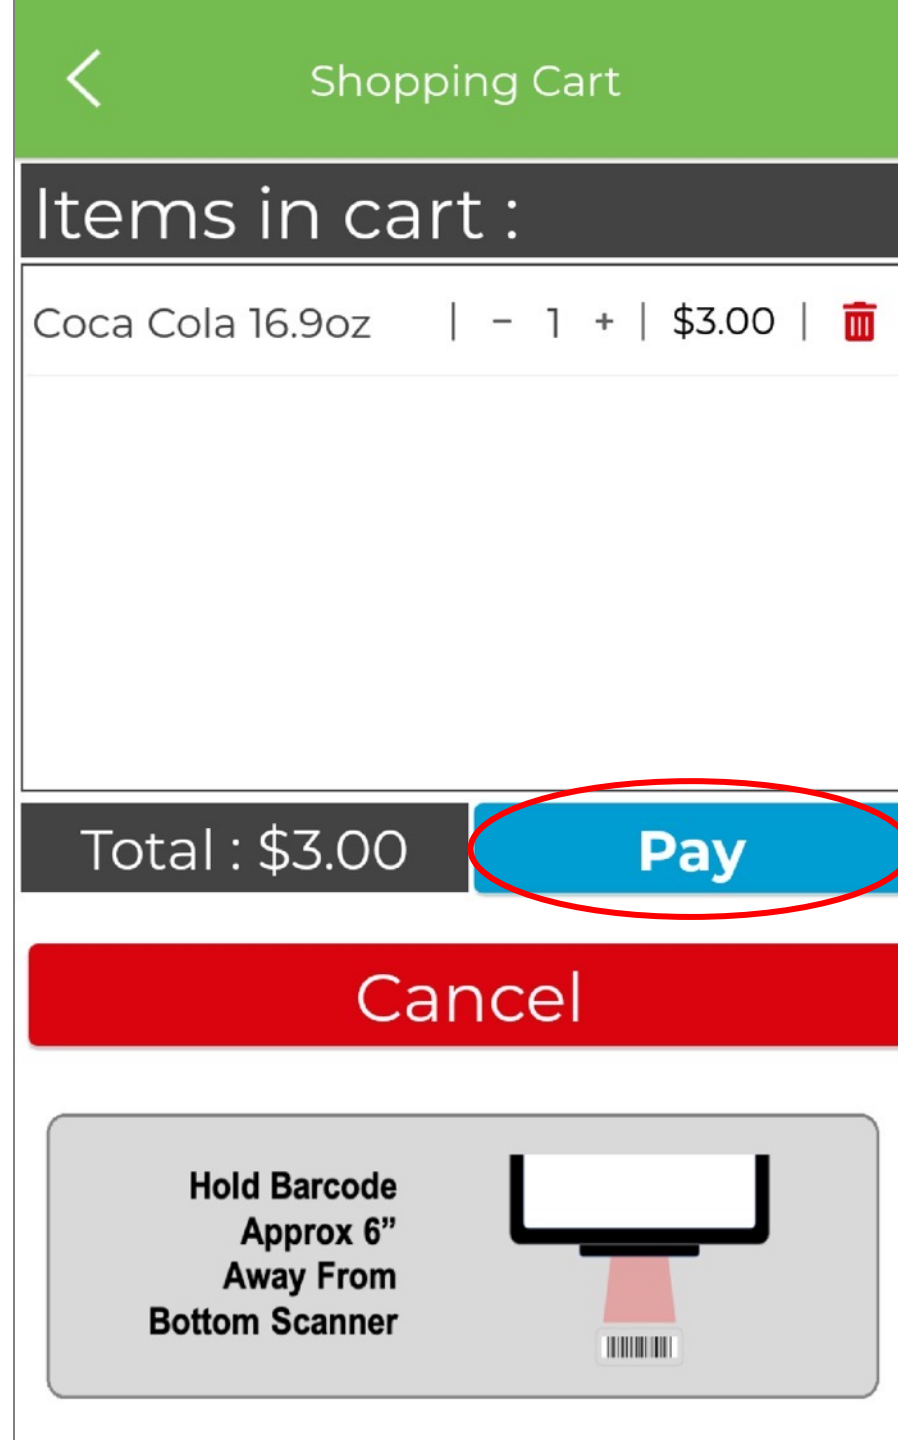 Shopping Cart
Items in cart :
Coca Cola 16.9oz | − 1 + | $3.00 |
Total : $3.00
Pay
Cancel
Hold Barcode
Approx 6”
Away From
Bottom Scanner